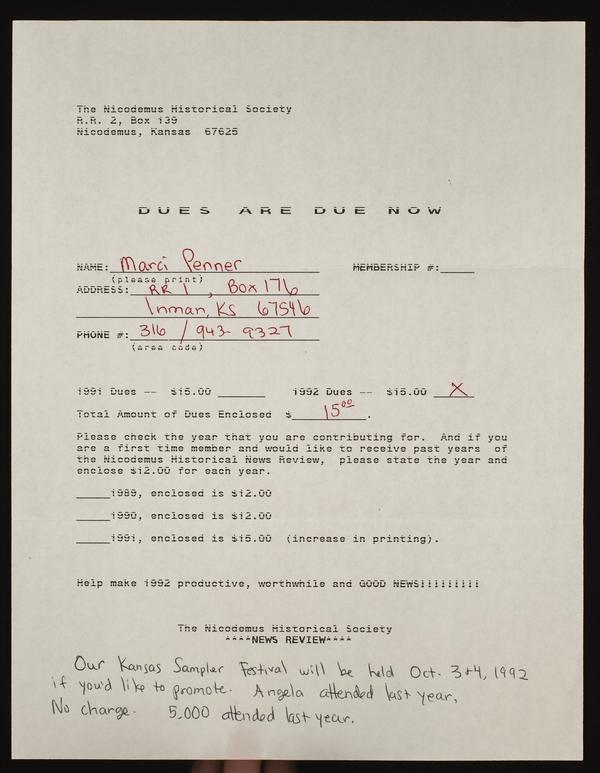 The Nicodemus Historical Society
R.R. 2, Box 139
Nicodemus, Kansas 67625
DUES ARE DUE NOW
NAME: Marci Penner MEMBERSHIP #:_____
(please print)
ADDRESS: RR 1, Box 176
Inman, KS 67546
PHONE #: 316 / 943-9327
(area code)
1991 Dues -- $15.00 _______ 1992 Dues -- $15.00 X
Total Amount of Dues Enclosed $ 15.00.
Please check the year that you are contributing for. And if you
are a first time member and would like to receive past years of
the Nicodemus Historical News Review, please state the year and
enclose $12.00 for each year.
_____1989, enclosed is $12.00
_____1990, enclosed is $12.00
_____1991, enclosed is $15.00 (increase in printing).
Help make 1992 productive, worthwhile and GOOD NEWS!!!!!!!!!
The Nicodemus Historical Society
****NEWS REVIEW****
Our Kansas Sampler Festival will be held Oct. 3+4, 1992
if you'd like to promote. Angela attended last year,
No charge. 5,000 attended last year.